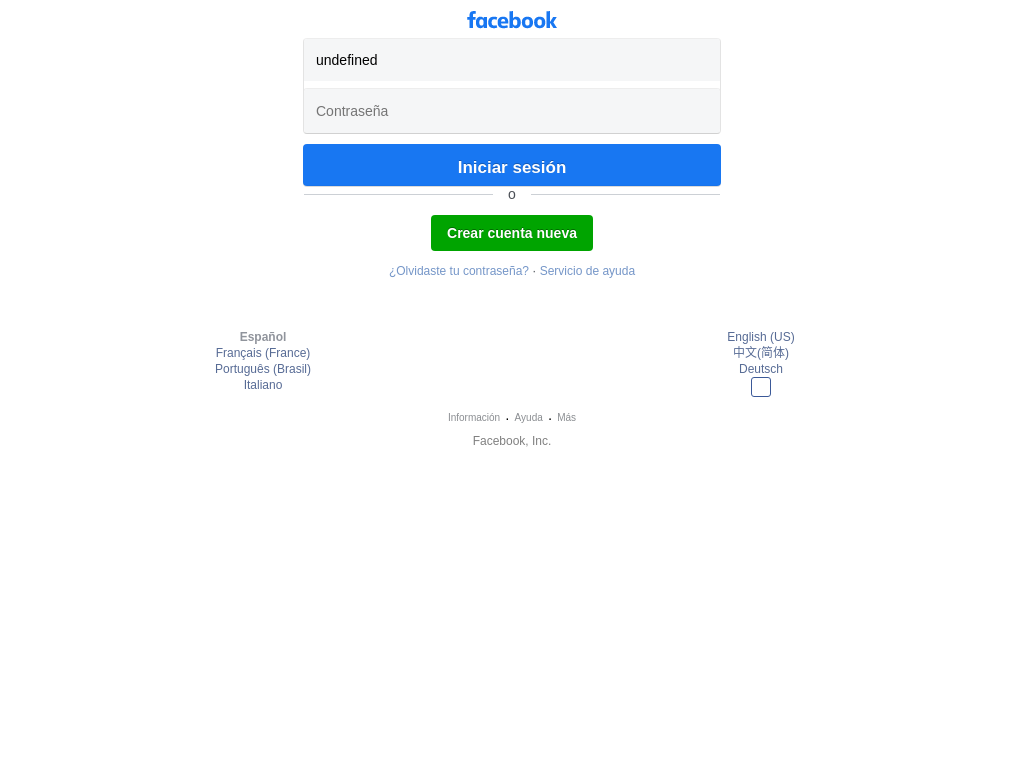 facebook
undefined
Contraseña
Iniciar sesión
o
Crear cuenta nueva
¿Olvidaste tu contraseña? · Servicio de ayuda
Español
Français (France)
Português (Brasil)
Italiano
English (US)
中文(简体)
Deutsch
Información · Ayuda · Más
Facebook, Inc.